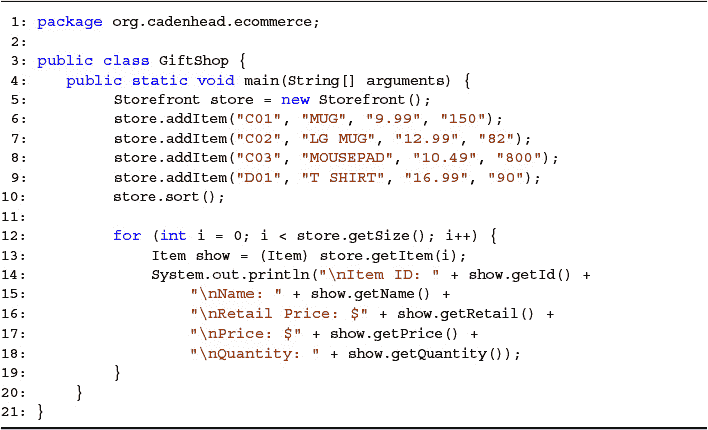 1: package org.cadenhead.ecommerce;
2:
3: public class GiftShop {
4:    public static void main(String[] arguments) {
5:         Storefront store = new Storefront();
6:         store.addItem("C01", "MUG", "9.99", "150");
7:         store.addItem("C02", "LG MUG", "12.99", "82");
8:         store.addItem("C03", "MOUSEPAD", "10.49", "800");
9:         store.addItem("D01", "T SHIRT", "16.99", "90");
10:         store.sort();
11:
12:         for (int i = 0; i < store.getSize(); i++) {
13:             Item show = (Item) store.getItem(i);
14:             System.out.println("\nItem ID: " + show.getId() +
15:                 "\nName: " + show.getName() +
16:                 "\nRetail Price: $" + show.getRetail() +
17:                 "\nPrice: $" + show.getPrice() +
18:                 "\nQuantity: " + show.getQuantity());
19:         }
20:     }
21: }